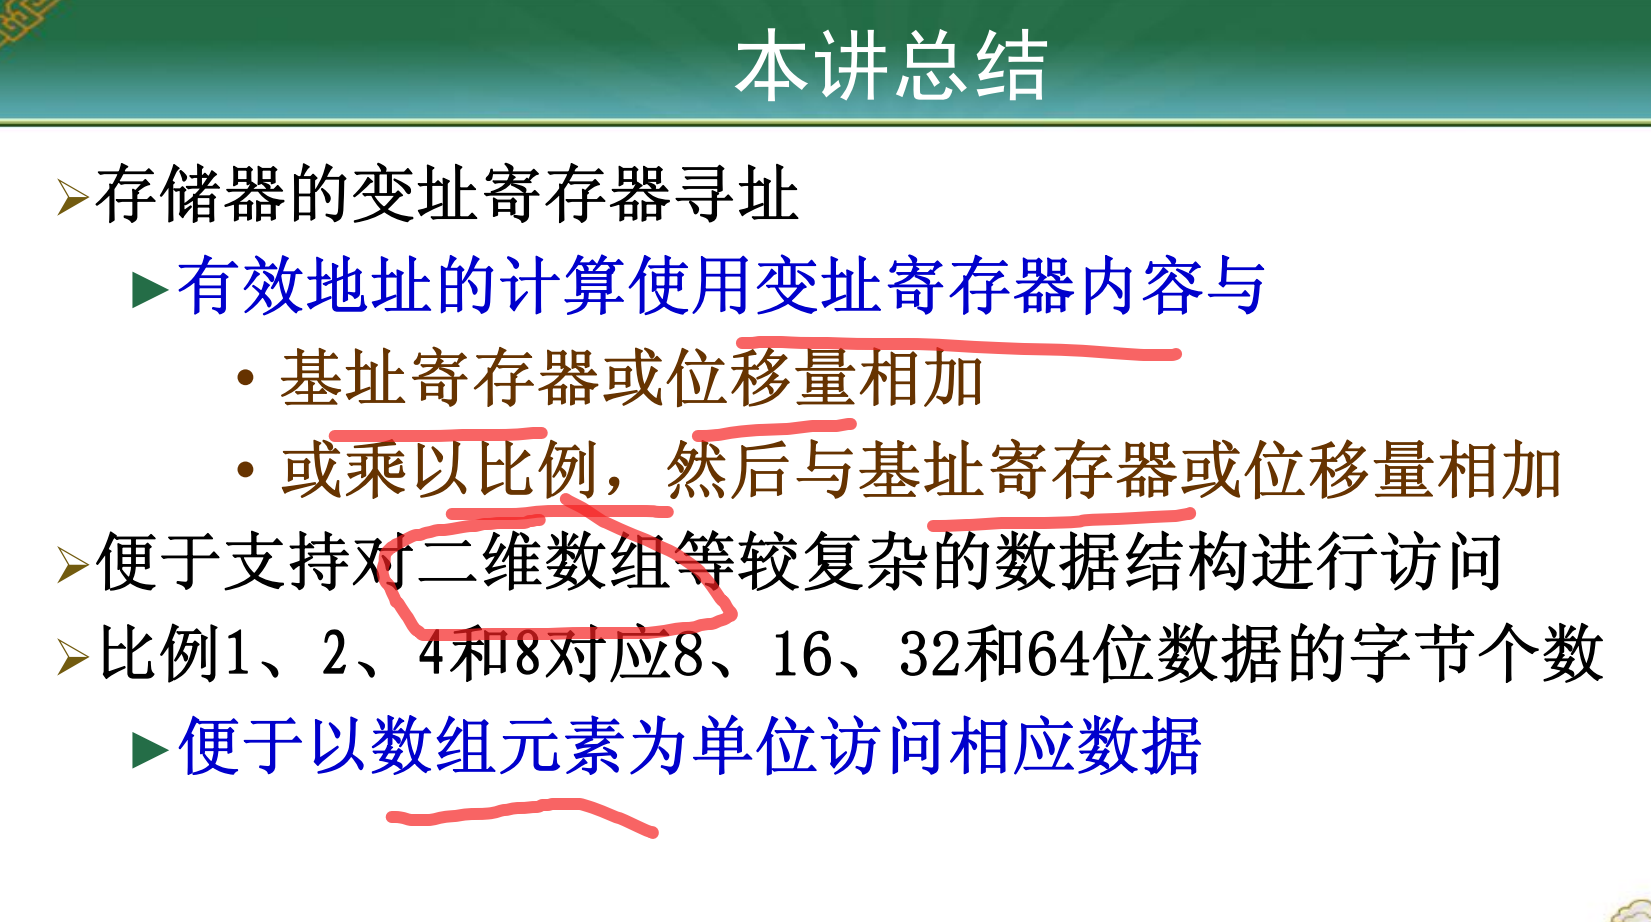 本讲总结
存储器的变址寄存器寻址
有效地址的计算使用变址寄存器内容与
• 基址寄存器或位移量相加
• 或乘以比例，然后与基址寄存器或位移量相加
便于支持对二维数组等较复杂的数据结构进行访问
比例1、2、4和8对应8、16、32和64位数据的字节个数
便于以数组元素为单位访问相应数据